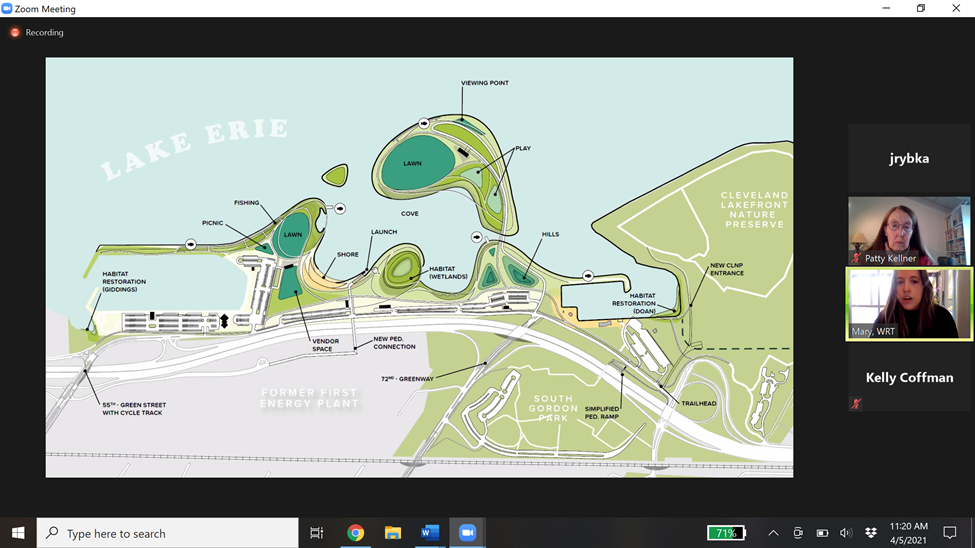 Zoom Meeting
Recording
VIEWING POINT
LAKE ERIE
LAWN
PLAY
CLEVELAND
LAKEFRONT
NATURE
PRESERVE
FISHING
PICNIC
COVE
LAWN
LAUNCH
HILLS
SHORE
HABITAT
RESTORATION
(GIDDINGS)
HABITAT
(WETLANDS)
NEW CLNP
ENTRANCE
HABITAT
RESTORATION
(DOAN)
VENDOR
SPACE
NEW PED.
CONNECTION
72ND - GREENWAY
FORMER FIRST
ENERGY PLANT
55TH - GREEN STREET
WITH CYCLE TRACK
SOUTH
GORDON
PARK
SIMPLIFIED
PED. RAMP
TRAILHEAD
jrybka
Patty Kellner
Mary, WRT
Kelly Coffman
Type here to search
71%
11:20 AM
4/5/2021